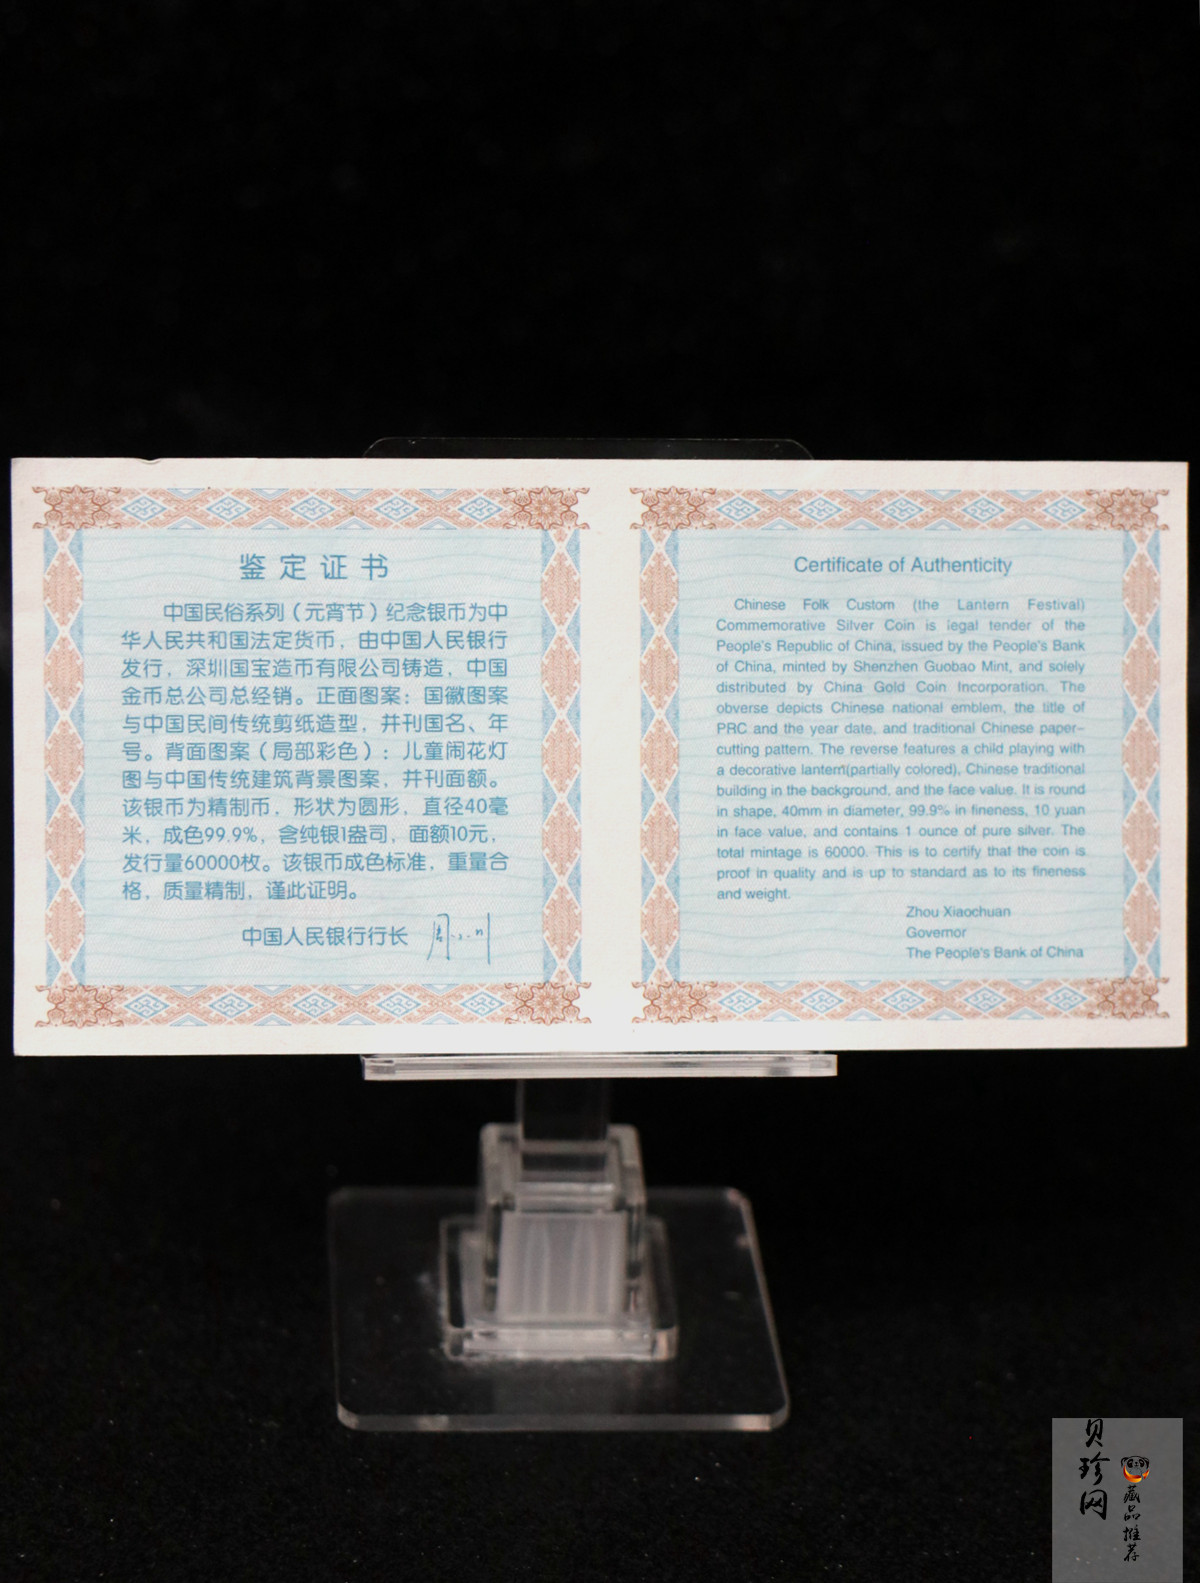 鉴定证书
中国民俗系列（元宵节）纪念银币为中
华人民共和国法定货币，由中国人民银行
发行，深圳国宝造币有限公司铸造，中国
金币总公司总经销。正面图案：国徽图案
与中国民间传统剪纸造型，并刊国名、年
号。背面图案（局部彩色）：儿童闹花灯
图与中国传统建筑背景图案，并刊面额。
该银币为精制币，形状为圆形，直径40毫
米，成色99.9%，含纯银1盎司，面额10元，
发行量60000枚。该银币成色标准，重量合
格，质量精制，谨此证明。
中国人民银行行长 周小川
Certificate of Authenticity
Chinese Folk Custom (the Lantern Festival)
Commemorative Silver Coin is legal tender of the
People's Republic of China, issued by the People's Bank
of China, minted by Shenzhen Guobao Mint, and solely
distributed by China Gold Coin Incorporation. The
obverse depicts Chinese national emblem, the title of
PRC and the year date, and traditional Chinese paper-
cutting pattern. The reverse features a child playing with
a decorative lantern(partially colored), Chinese traditional
building in the background, and the face value. It is round
in shape, 40mm in diameter, 99.9% in fineness, 10 yuan
in face value, and contains 1 ounce of pure silver. The
total mintage is 60000. This is to certify that the coin is
proof in quality and is up to standard as to its fineness
and weight.
Zhou Xiaochuan
Governor
The People's Bank of China
贝珍网
藏品推荐